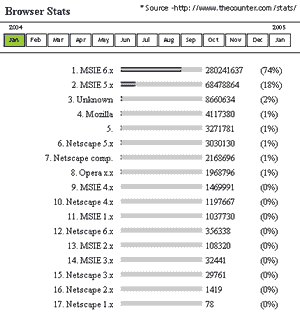 Browser Stats
* Source -http://www.thecounter.com/stats/
2004 2005
Jan Feb Mar Apr May Jun Jul Aug Sep Oct Nov Dec Jan
1. MSIE 6.x 280241637 (74%)
2. MSIE 5.x 68478864 (18%)
3. Unknown 8660634 (2%)
4. Mozilla 4117380 (1%)
5. 3271781 (1%)
6. Netscape 5.x 3030130 (1%)
7. Netscape comp. 2168696 (1%)
8. Opera x.x 1968796 (1%)
9. MSIE 4.x 1469991 (0%)
10. Netscape 4.x 1197667 (0%)
11. MSIE 1.x 1037730 (0%)
12. Netscape 6.x 356338 (0%)
13. MSIE 2.x 108320 (0%)
14. MSIE 3.x 32441 (0%)
15. Netscape 3.x 29761 (0%)
16. Netscape 2.x 1419 (0%)
17. Netscape 1.x 78 (0%)